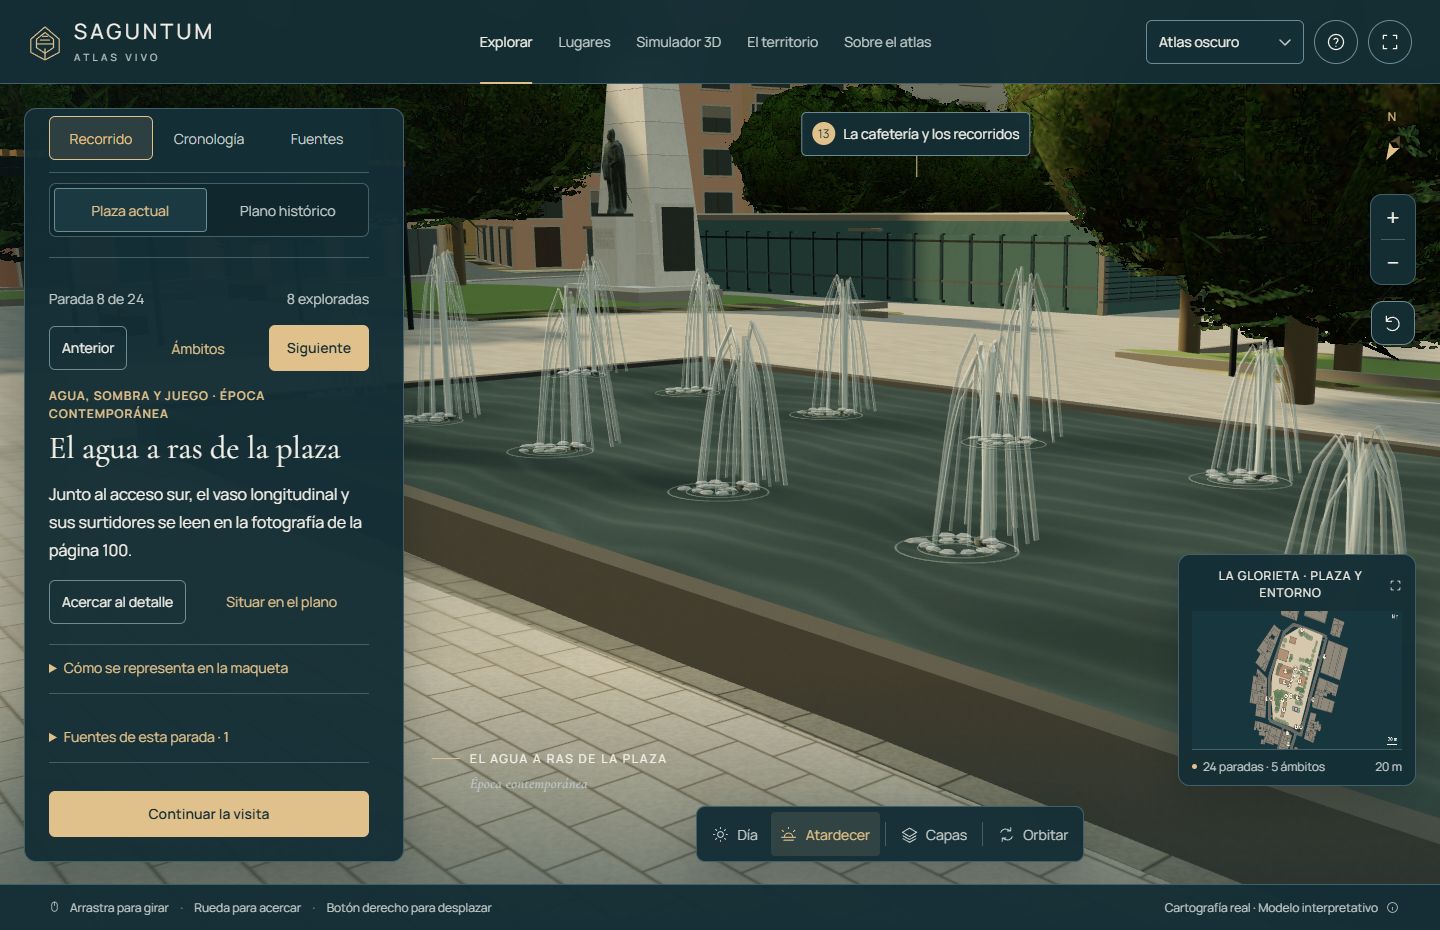 SAGUNTUM
ATLAS VIVO
Explorar
Lugares
Simulador 3D
El territorio
Sobre el atlas
Atlas oscuro
Recorrido
Cronología
Fuentes
Plaza actual
Plano histórico
Parada 8 de 24
8 exploradas
Anterior
Ámbitos
Siguiente
AGUA, SOMBRA Y JUEGO · ÉPOCA
CONTEMPORÁNEA
El agua a ras de la plaza
Junto al acceso sur, el vaso longitudinal y
sus surtidores se leen en la fotografía de la
página 100.
Acercar al detalle
Situar en el plano
Cómo se representa en la maqueta
Fuentes de esta parada · 1
Continuar la visita
13 La cafetería y los recorridos
N
+
−
EL AGUA A RAS DE LA PLAZA
Época contemporánea
LA GLORIETA · PLAZA Y
ENTORNO
24 paradas · 5 ámbitos
20 m
Día
Atardecer
Capas
Orbitar
Arrastra para girar · Rueda para acercar · Botón derecho para desplazar
Cartografía real · Modelo interpretativo